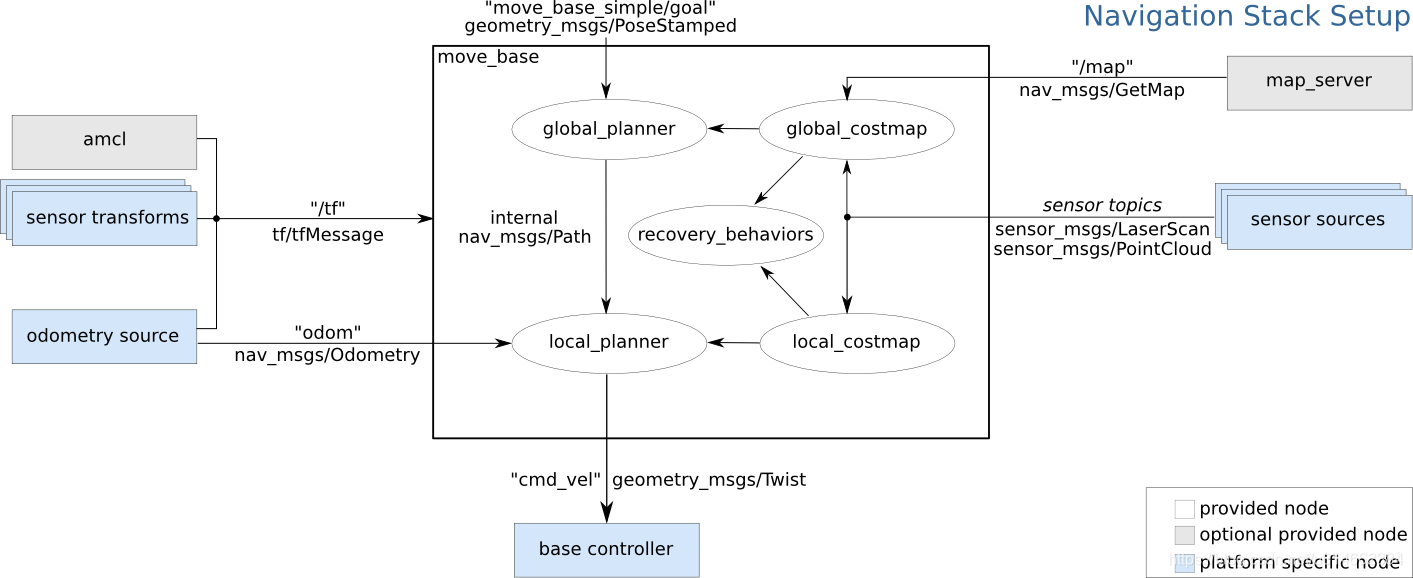 Navigation Stack Setup
"move_base_simple/goal"
geometry_msgs/PoseStamped
move_base
"/map"
nav_msgs/GetMap
map_server
amcl
global_planner
global_costmap
sensor transforms
"/tf"
tf/tfMessage
internal
nav_msgs/Path
recovery_behaviors
sensor topics
sensor_msgs/LaserScan
sensor_msgs/PointCloud
sensor sources
odometry source
"odom"
nav_msgs/Odometry
local_planner
local_costmap
"cmd_vel" geometry_msgs/Twist
base controller
provided node
optional provided node
platform specific node